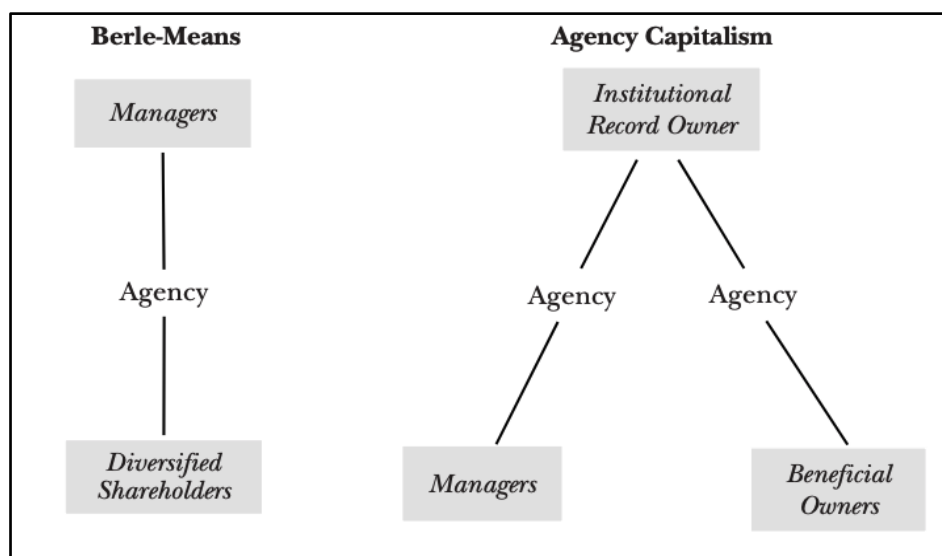 Berle-Means
Agency Capitalism
Managers
Institutional
Record Owner
Agency
Agency
Agency
Diversified
Shareholders
Managers
Beneficial
Owners